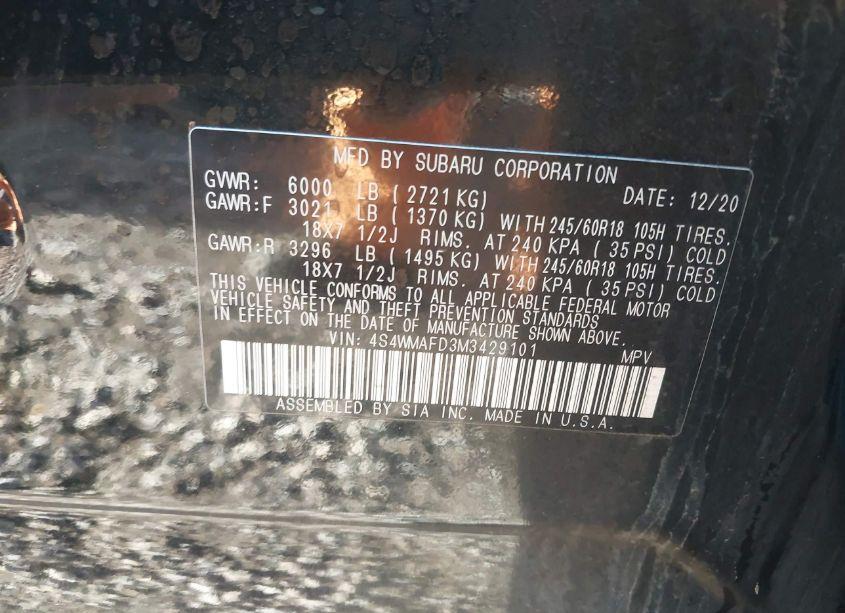 MFD BY SUBARU CORPORATION
GVWR: 6000 LB ( 2721 KG) DATE: 12/20
GAWR:F 3021 LB ( 1370 KG) WITH 245/60R18 105H TIRES.
18X7 1/2J RIMS. AT 240 KPA ( 35 PSI) COLD
GAWR:R 3296 LB ( 1495 KG) WITH 245/60R18 105H TIRES.
18X7 1/2J RIMS. AT 240 KPA ( 35 PSI) COLD
THIS VEHICLE CONFORMS TO ALL APPLICABLE FEDERAL MOTOR
VEHICLE SAFETY AND THEFT PREVENTION STANDARDS
IN EFFECT ON THE DATE OF MANUFACTURE SHOWN ABOVE.
VIN: 4S4WMAFD3M3429101 MPV
ASSEMBLED BY SIA INC. MADE IN U.S.A.